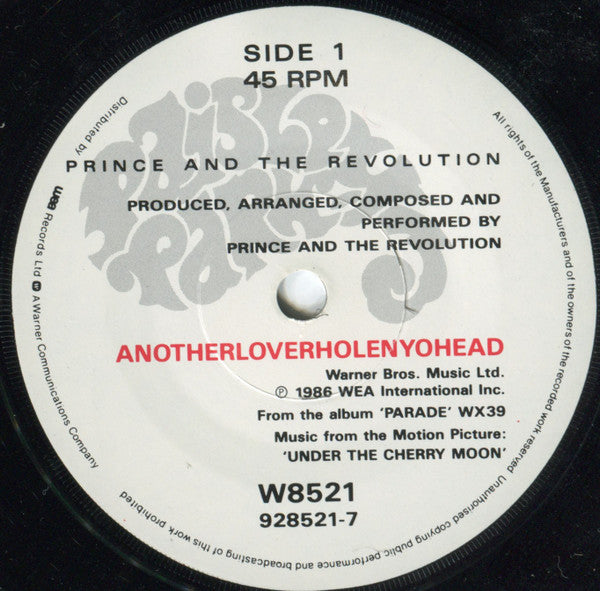 SIDE 1
45 RPM
Paisley
Park
PRINCE AND THE REVOLUTION
PRODUCED, ARRANGED, COMPOSED AND
PERFORMED BY
PRINCE AND THE REVOLUTION
ANOTHERLOVERHOLENYOHEAD
Warner Bros. Music Ltd.
℗ 1986 WEA International Inc.
From the album 'PARADE' WX39
Music from the Motion Picture:
'UNDER THE CHERRY MOON'
W8521
928521-7
All rights of the Manufacturers and of the owners of the recorded work reserved. Unauthorised copying public performance and broadcasting of this work prohibited
Distributed by wea Records Ltd. A Warner Communications Company